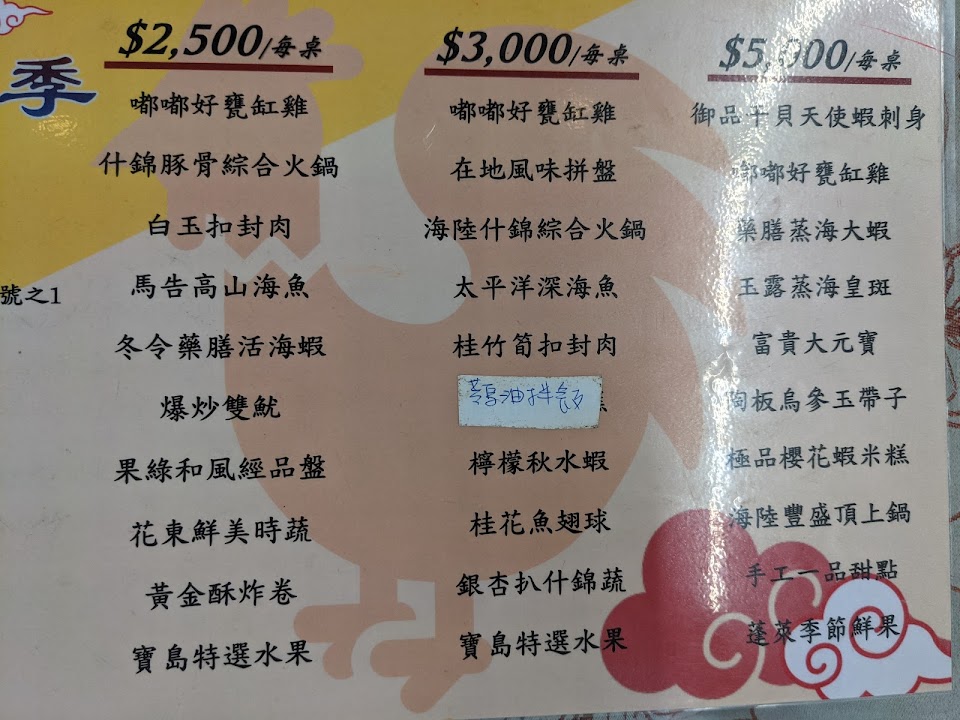 季
號之1
$2,500/每桌
嘟嘟好甕缸雞
什錦豚骨綜合火鍋
白玉扣封肉
馬告高山海魚
冬令藥膳活海蝦
爆炒雙魷
果綠和風經品盤
花東鮮美時蔬
黃金酥炸卷
寶島特選水果
$3,000/每桌
嘟嘟好甕缸雞
在地風味拼盤
海陸什錦綜合火鍋
太平洋深海魚
桂竹筍扣封肉
油拌飯
檸檬秋水蝦
桂花魚翅球
銀杏扒什錦蔬
寶島特選水果
$5,000/每桌
御品干貝天使蝦刺身
嘟嘟好甕缸雞
藥膳蒸海大蝦
玉露蒸海皇斑
富貴大元寶
陶板烏參玉帶子
極品櫻花蝦米糕
海陸豐盛頂上鍋
手工一品甜點
蓬萊季節鮮果